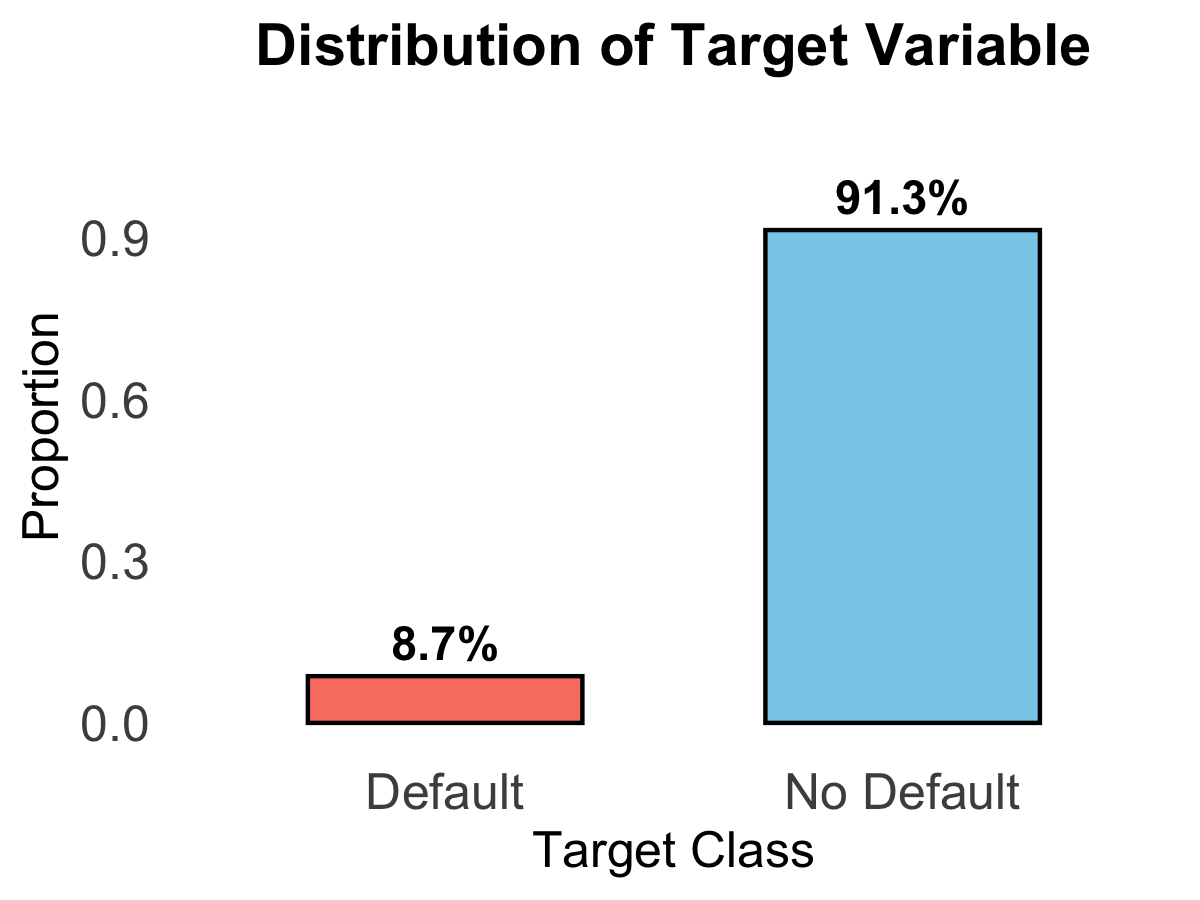 Distribution of Target Variable
91.3%
0.9
0.6
Proportion
0.3
8.7%
0.0
Default
No Default
Target Class